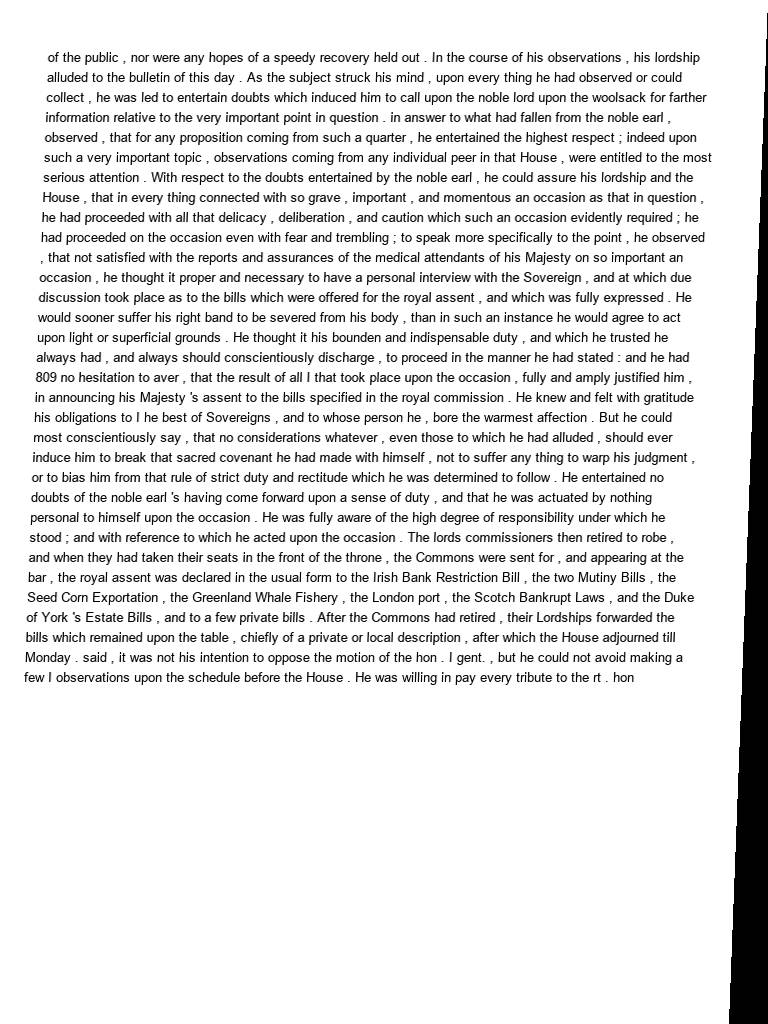 of the public , nor were any hopes of a speedy recovery held out . In the course of his observations , his lordship
alluded to the bulletin of this day . As the subject struck his mind , upon every thing he had observed or could
collect , he was led to entertain doubts which induced him to call upon the noble lord upon the woolsack for farther
information relative to the very important point in question . in answer to what had fallen from the noble earl ,
observed , that for any proposition coming from such a quarter , he entertained the highest respect ; indeed upon
such a very important topic , observations coming from any individual peer in that House , were entitled to the most
serious attention . With respect to the doubts entertained by the noble earl , he could assure his lordship and the
House , that in every thing connected with so grave , important , and momentous an occasion as that in question ,
he had proceeded with all that delicacy , deliberation , and caution which such an occasion evidently required ; he
had proceeded on the occasion even with fear and trembling ; to speak more specifically to the point , he observed
, that not satisfied with the reports and assurances of the medical attendants of his Majesty on so important an
occasion , he thought it proper and necessary to have a personal interview with the Sovereign , and at which due
discussion took place as to the bills which were offered for the royal assent , and which was fully expressed . He
would sooner suffer his right band to be severed from his body , than in such an instance he would agree to act
upon light or superficial grounds . He thought it his bounden and indispensable duty , and which he trusted he
always had , and always should conscientiously discharge , to proceed in the manner he had stated : and he had
809 no hesitation to aver , that the result of all I that took place upon the occasion , fully and amply justified him ,
in announcing his Majesty 's assent to the bills specified in the royal commission . He knew and felt with gratitude
his obligations to I he best of Sovereigns , and to whose person he , bore the warmest affection . But he could
most conscientiously say , that no considerations whatever , even those to which he had alluded , should ever
induce him to break that sacred covenant he had made with himself , not to suffer any thing to warp his judgment ,
or to bias him from that rule of strict duty and rectitude which he was determined to follow . He entertained no
doubts of the noble earl 's having come forward upon a sense of duty , and that he was actuated by nothing
personal to himself upon the occasion . He was fully aware of the high degree of responsibility under which he
stood ; and with reference to which he acted upon the occasion . The lords commissioners then retired to robe ,
and when they had taken their seats in the front of the throne , the Commons were sent for , and appearing at the
bar , the royal assent was declared in the usual form to the Irish Bank Restriction Bill , the two Mutiny Bills , the
Seed Corn Exportation , the Greenland Whale Fishery , the London port , the Scotch Bankrupt Laws , and the Duke
of York 's Estate Bills , and to a few private bills . After the Commons had retired , their Lordships forwarded the
bills which remained upon the table , chiefly of a private or local description , after which the House adjourned till
Monday . said , it was not his intention to oppose the motion of the hon . I gent. , but he could not avoid making a
few I observations upon the schedule before the House . He was willing in pay every tribute to the rt . hon